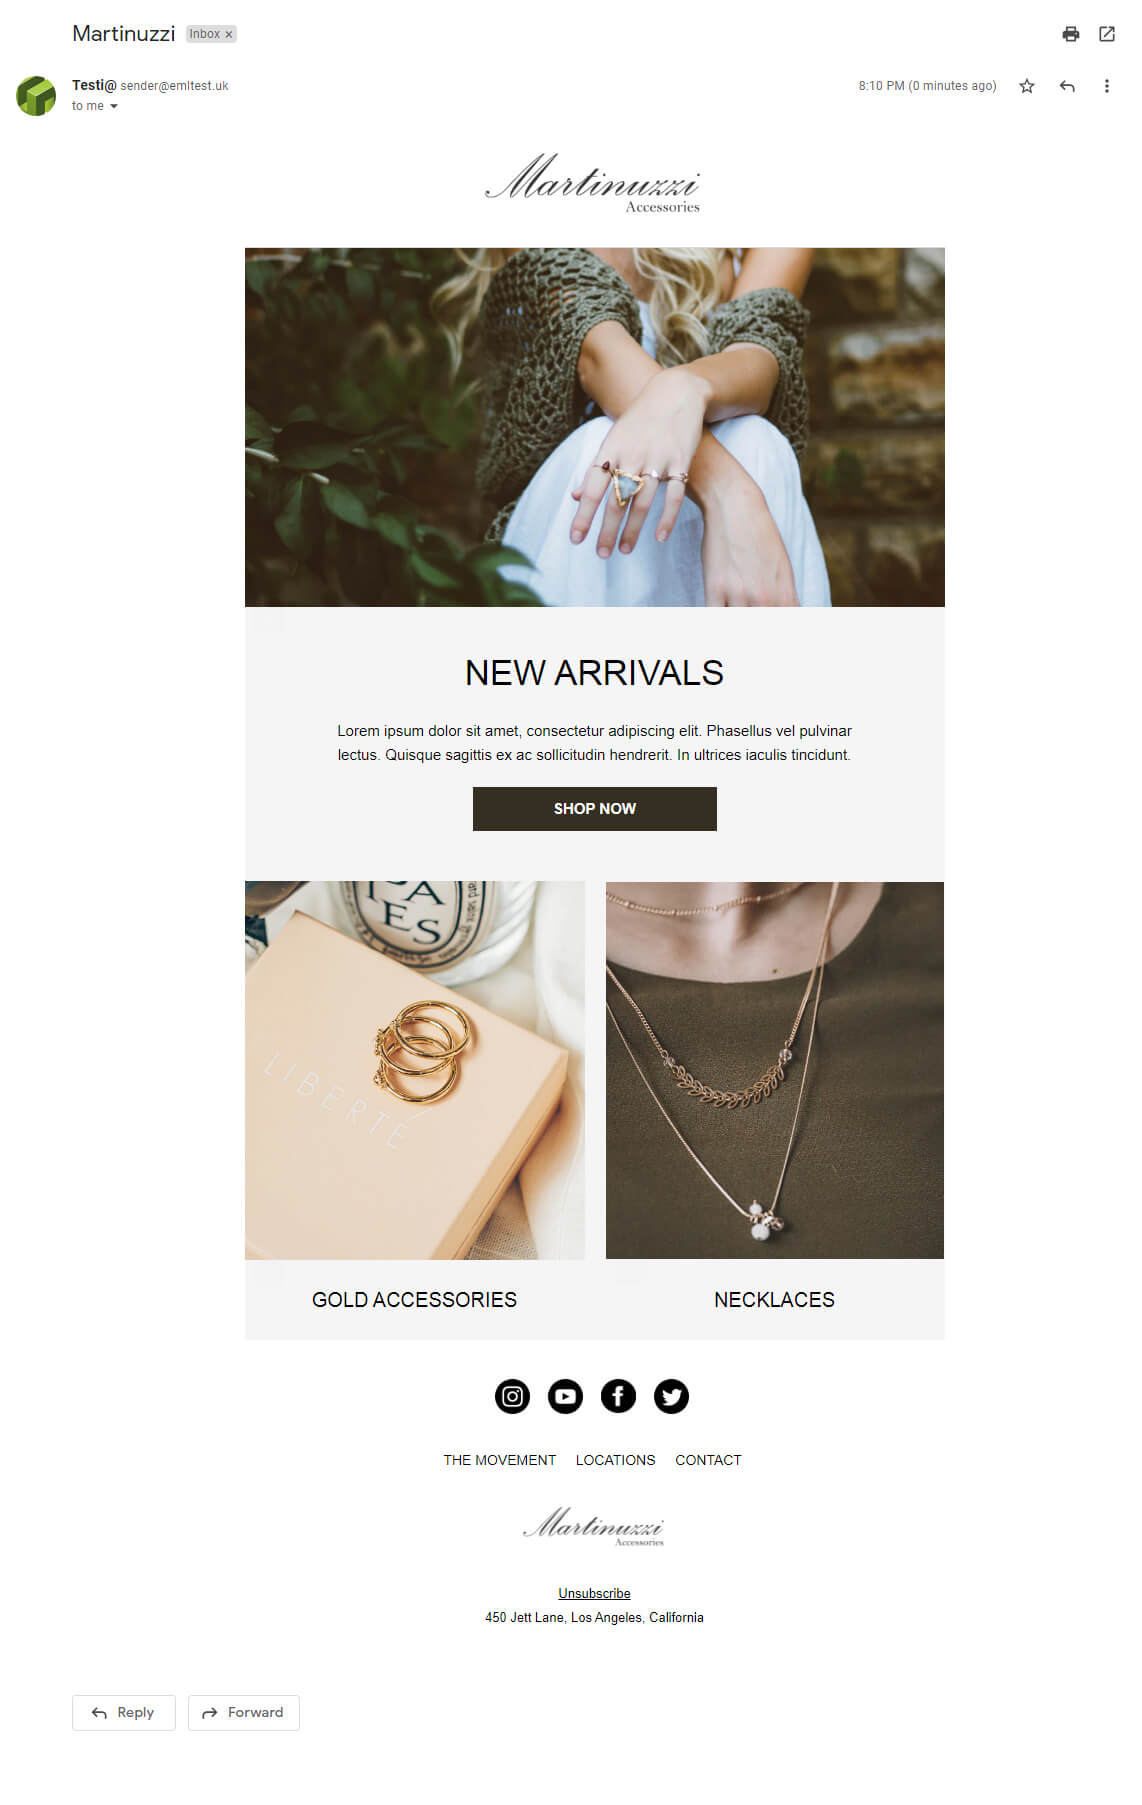 Martinuzzi Inbox ×
Testi@ sender@emltest.uk
8:10 PM (0 minutes ago)
to me
Martinuzzi
Accessories
NEW ARRIVALS
Lorem ipsum dolor sit amet, consectetur adipiscing elit. Phasellus vel pulvinar
lectus. Quisque sagittis ex ac sollicitudin hendrerit. In ultrices iaculis tincidunt.
SHOP NOW
AES
LIBERTÉ
GOLD ACCESSORIES
NECKLACES
THE MOVEMENT LOCATIONS CONTACT
Martinuzzi
Accessories
Unsubscribe
450 Jett Lane, Los Angeles, California
Reply Forward